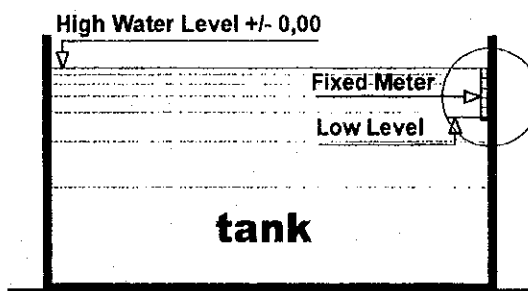 High Water Level +/- 0,00
Fixed Meter
Low Level
tank